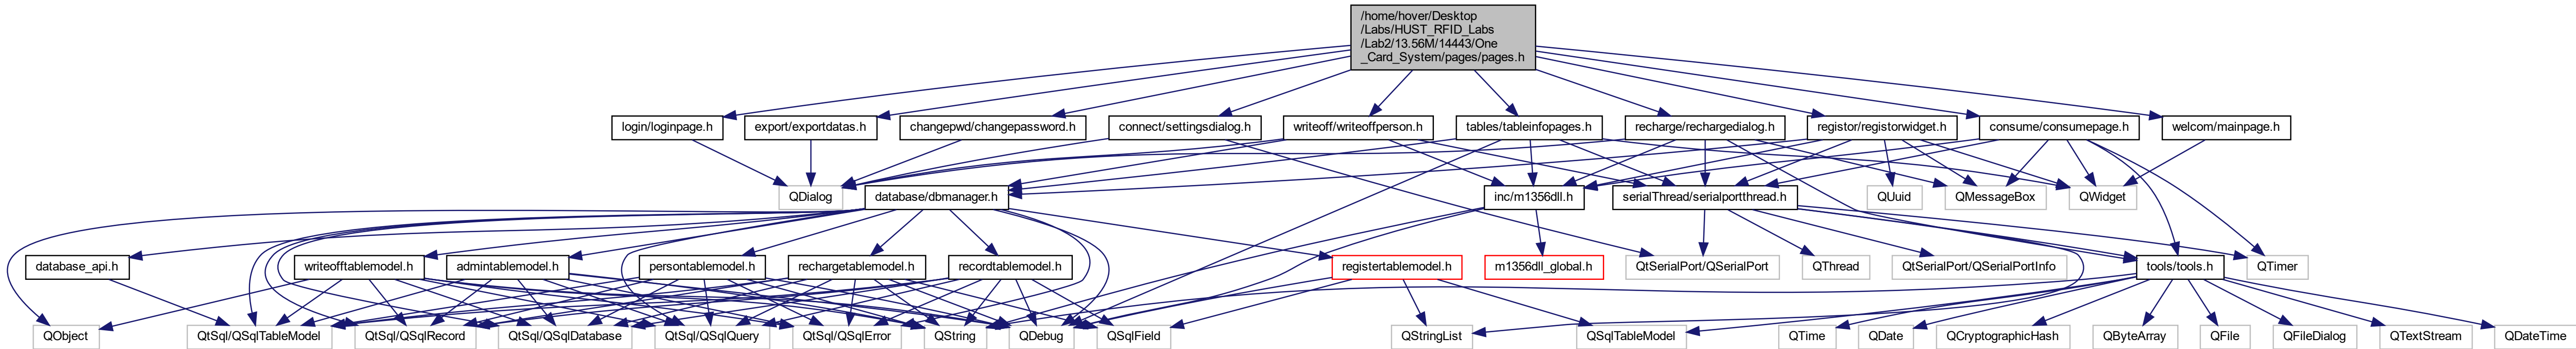 /home/hover/Desktop
/Labs/HUST_RFID_Labs
/Lab2/13.56M/14443/One
_Card_System/pages/pages.h
login/loginpage.h
export/exportdatas.h
changepwd/changepassword.h
connect/settingsdialog.h
writeoff/writeoffperson.h
tables/tableinfopages.h
recharge/rechargedialog.h
registor/registorwidget.h
consume/consumepage.h
welcom/mainpage.h
QDialog
database/dbmanager.h
inc/m1356dll.h
serialThread/serialportthread.h
QUuid
QMessageBox
QWidget
database_api.h
writeofftablemodel.h
admintablemodel.h
persontablemodel.h
rechargetablemodel.h
recordtablemodel.h
registertablemodel.h
m1356dll_global.h
QtSerialPort/QSerialPort
QThread
QtSerialPort/QSerialPortInfo
tools/tools.h
QTimer
QObject
QtSql/QSqlTableModel
QtSql/QSqlRecord
QtSql/QSqlDatabase
QtSql/QSqlQuery
QtSql/QSqlError
QString
QDebug
QSqlField
QStringList
QSqlTableModel
QTime
QDate
QCryptographicHash
QByteArray
QFile
QFileDialog
QTextStream
QDateTime